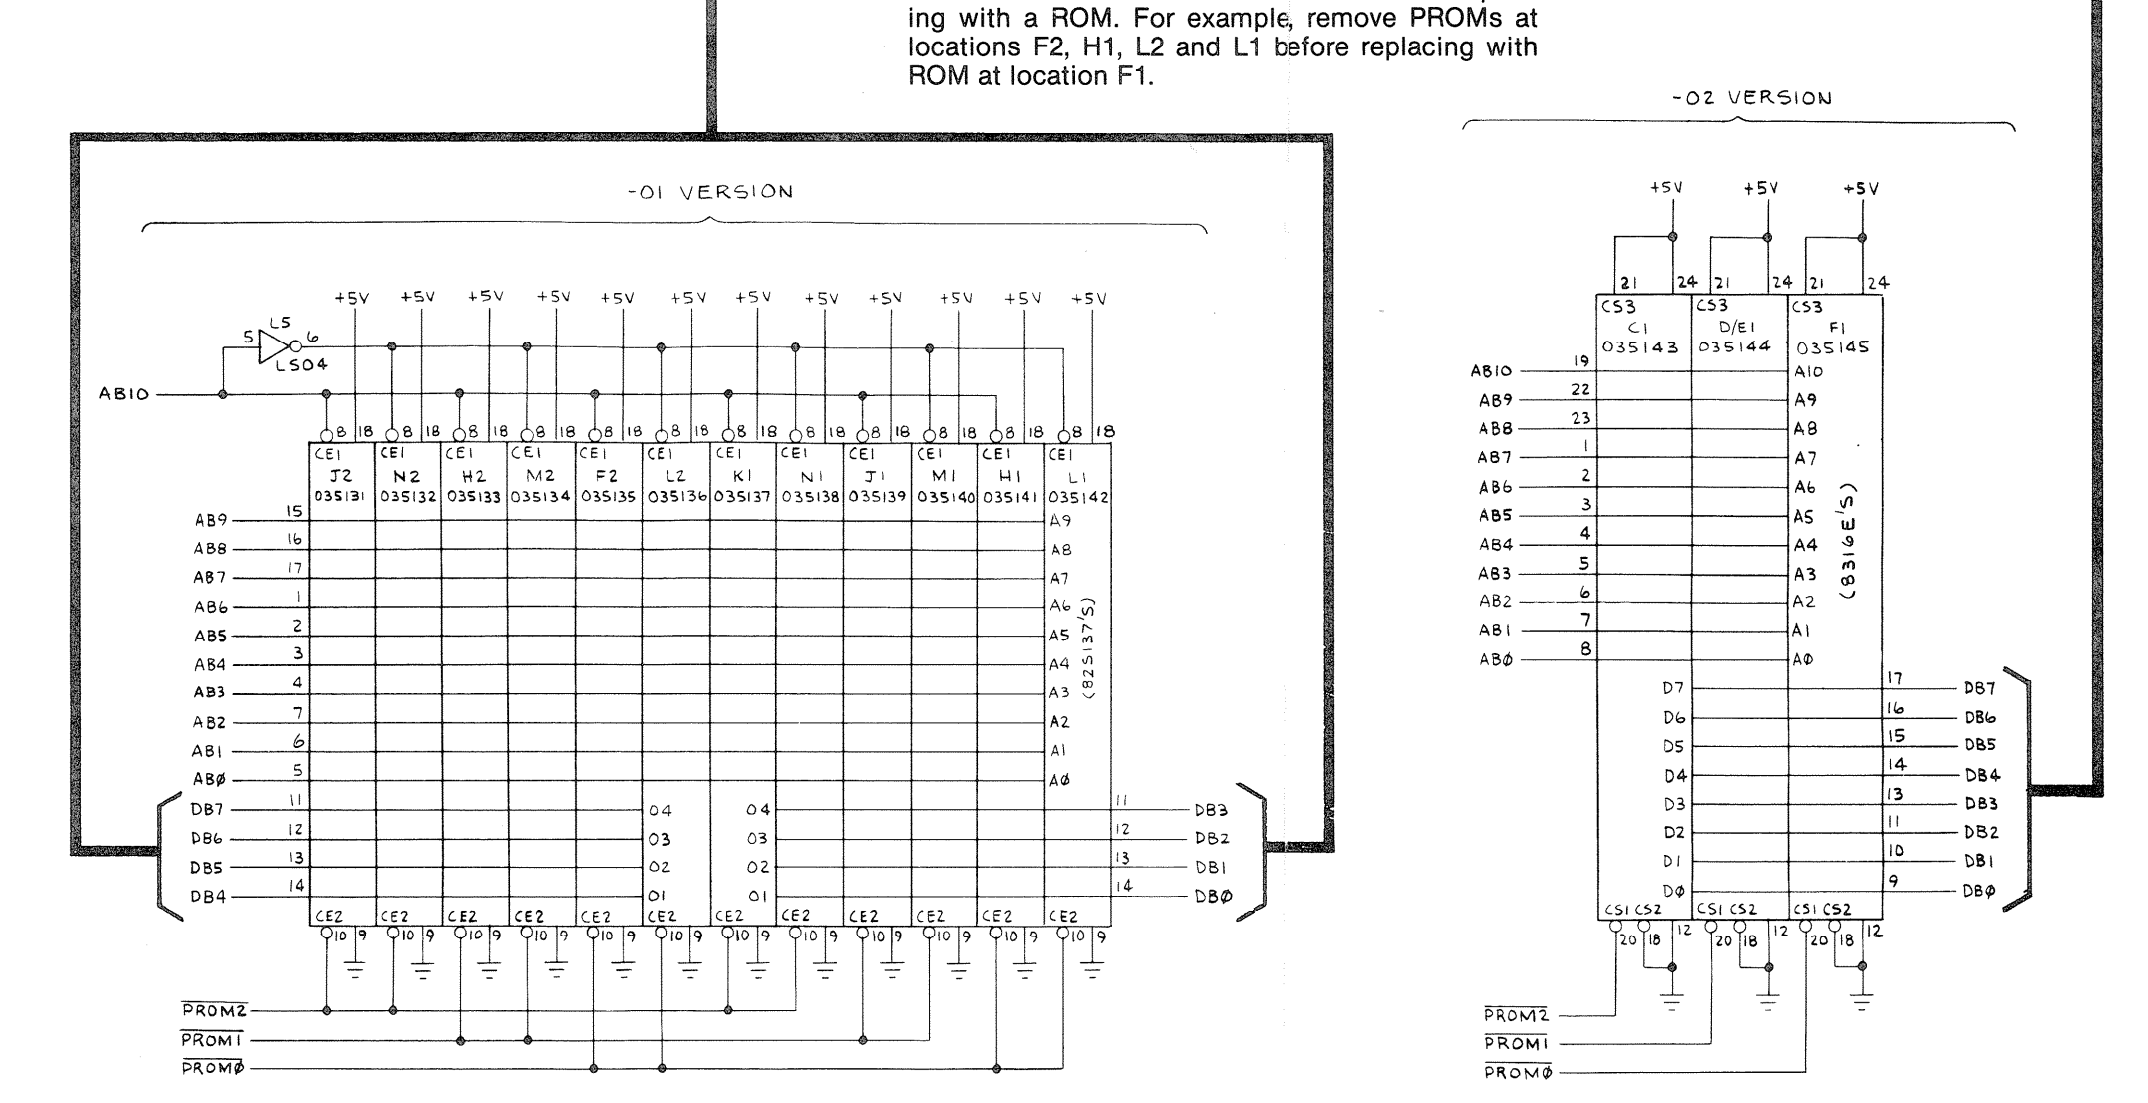 ing with a ROM. For example, remove PROMs at
locations F2, H1, L2 and L1 before replacing with
ROM at location F1.
-02 VERSION
-01 VERSION
+5V +5V +5V
21 24 21 24 21 24
CS3 CS3 CS3
C1 D/E1 F1
035143 035144 035145
+5V +5V +5V +5V +5V +5V +5V +5V +5V +5V +5V +5V
L5
5 6
LS04
AB10
8 18 8 18 8 18 8 18 8 18 8 18 8 18 8 18 8 18 8 18 8 18 8 18
CE1 CE1 CE1 CE1 CE1 CE1 CE1 CE1 CE1 CE1 CE1 CE1
J2 N2 H2 M2 F2 L2 K1 N1 J1 M1 H1 L1
035131 035132 035133 035134 035135 035136 035137 035138 035139 035140 035141 035142
AB9 15 A9
AB8 16 A8
AB7 17 A7
AB6 1 A6
AB5 2 A5
AB4 3 A4
AB3 4 A3
AB2 7 A2
AB1 6 A1
ABØ 5 AØ
(82S137'S)
DB7 11 O4 O4 11 DB3
DB6 12 O3 O3 12 DB2
DB5 13 O2 O2 13 DB1
DB4 14 O1 O1 14 DBØ
CE2 CE2 CE2 CE2 CE2 CE2 CE2 CE2 CE2 CE2 CE2 CE2
10 9 10 9 10 9 10 9 10 9 10 9 10 9 10 9 10 9 10 9 10 9 10 9
PROM2
PROM1
PROMØ
AB10 19 A10
AB9 22 A9
AB8 23 A8
AB7 1 A7
AB6 2 A6
AB5 3 A5
AB4 4 A4
AB3 5 A3
AB2 6 A2
AB1 7 A1
ABØ 8 AØ
(8316E'S)
D7 17 DB7
D6 16 DB6
D5 15 DB5
D4 14 DB4
D3 13 DB3
D2 11 DB2
D1 10 DB1
DØ 9 DBØ
CS1 CS2 CS1 CS2 CS1 CS2
20 18 12 20 18 12 20 18 12
PROM2
PROM1
PROMØ